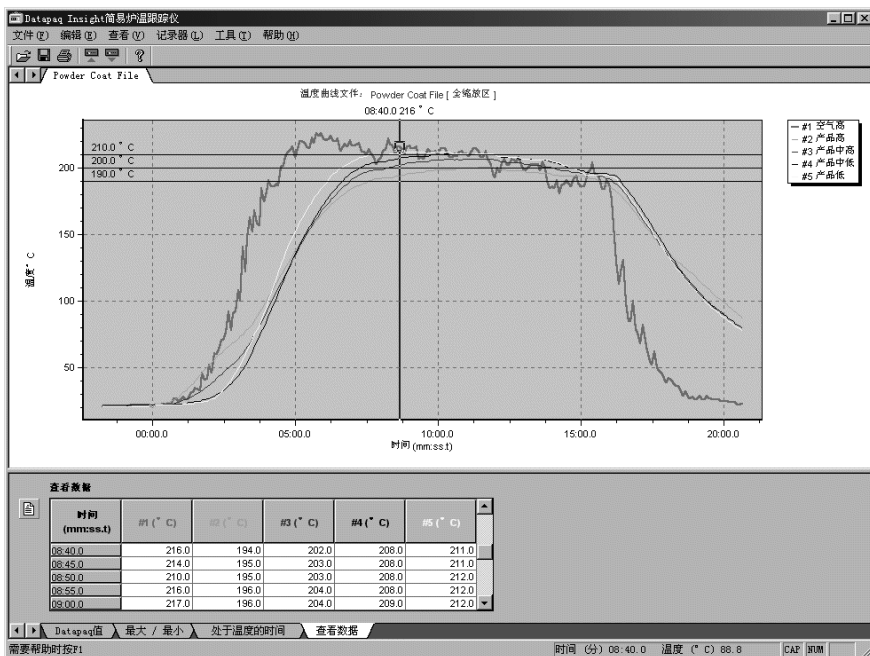 Datapaq Insight简易炉温跟踪仪
文件(F) 编辑(E) 查看(V) 记录器(L) 工具(T) 帮助(H)
Powder Coat File
温度曲线文件: Powder Coat File [ 全缩放区 ]
08:40.0 216 ° C
210.0 ° C
200.0 ° C
190.0 ° C
200
150
100
50
温度° C
00:00.0 05:00.0 10:00.0 15:00.0 20:00.0
时间 (mm:ss.t)
#1 空气高
#2 产品高
#3 产品中高
#4 产品中低
#5 产品低
查看数据
时间 (mm:ss.t) #1 (° C) #2 (° C) #3 (° C) #4 (° C) #5 (° C)
08:40.0 216.0 194.0 202.0 208.0 211.0
08:45.0 214.0 195.0 203.0 208.0 211.0
08:50.0 210.0 195.0 203.0 208.0 212.0
08:55.0 216.0 196.0 204.0 208.0 212.0
09:00.0 217.0 196.0 204.0 209.0 212.0
Datapaq值 最大 / 最小 处于温度的时间 查看数据
需要帮助时按F1 时间 (分) 08:40.0 温度 (° C) 88.8 CAP NUM